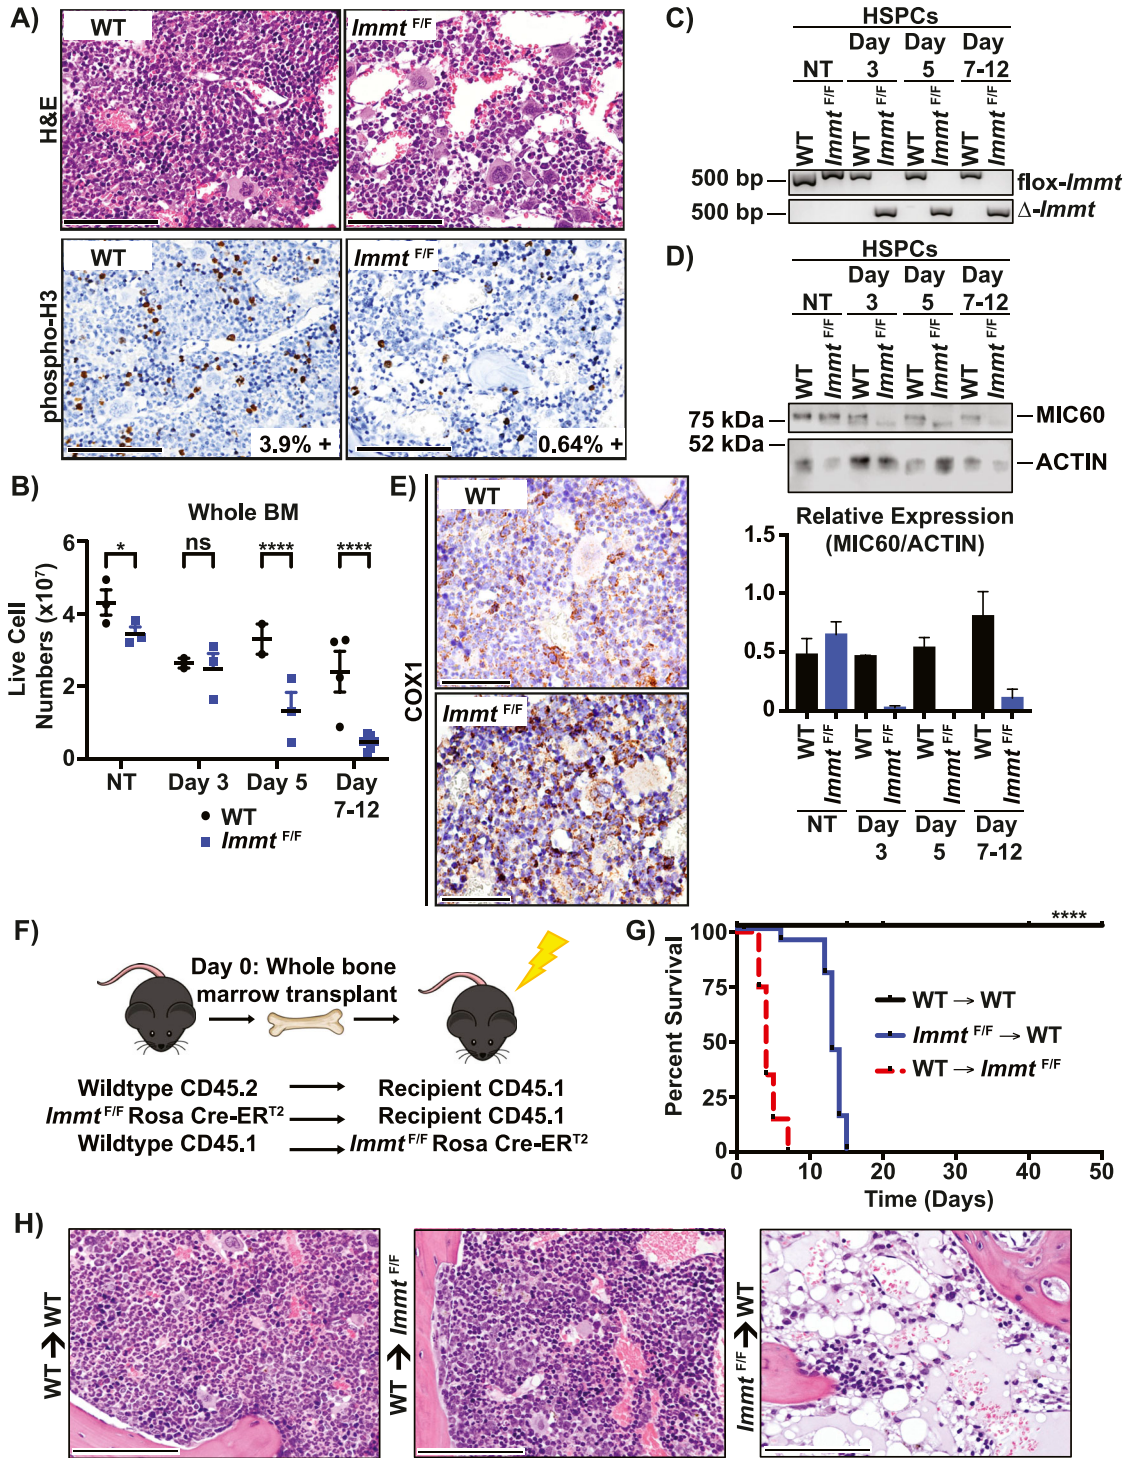 A)
WT
Immt F/F
H&E
WT
Immt F/F
phospho-H3
3.9% +
0.64% +
B)
Whole BM
Live Cell
Numbers (x10⁷)
6
4
2
0
*
ns
****
****
NT
Day 3
Day 5
Day
7-12
WT
Immt F/F
C)
HSPCs
NT
Day
3
Day
5
Day
7-12
WT
Immt F/F
WT
Immt F/F
WT
Immt F/F
WT
Immt F/F
500 bp
flox-Immt
500 bp
Δ-Immt
D)
HSPCs
NT
Day
3
Day
5
Day
7-12
WT
Immt F/F
WT
Immt F/F
WT
Immt F/F
WT
Immt F/F
75 kDa
MIC60
52 kDa
ACTIN
Relative Expression
(MIC60/ACTIN)
1.5
1.0
0.5
0
WT
Immt F/F
WT
Immt F/F
WT
Immt F/F
WT
Immt F/F
NT
Day
3
Day
5
Day
7-12
E)
COX1
WT
Immt F/F
F)
Day 0: Whole bone
marrow transplant
Wildtype CD45.2 → Recipient CD45.1
Immt F/F Rosa Cre-ER T2 → Recipient CD45.1
Wildtype CD45.1 → Immt F/F Rosa Cre-ER T2
G)
****
Percent Survival
100
75
50
25
0
0
10
20
30
40
50
Time (Days)
WT → WT
Immt F/F → WT
WT → Immt F/F
H)
WT → WT
WT → Immt F/F
Immt F/F → WT